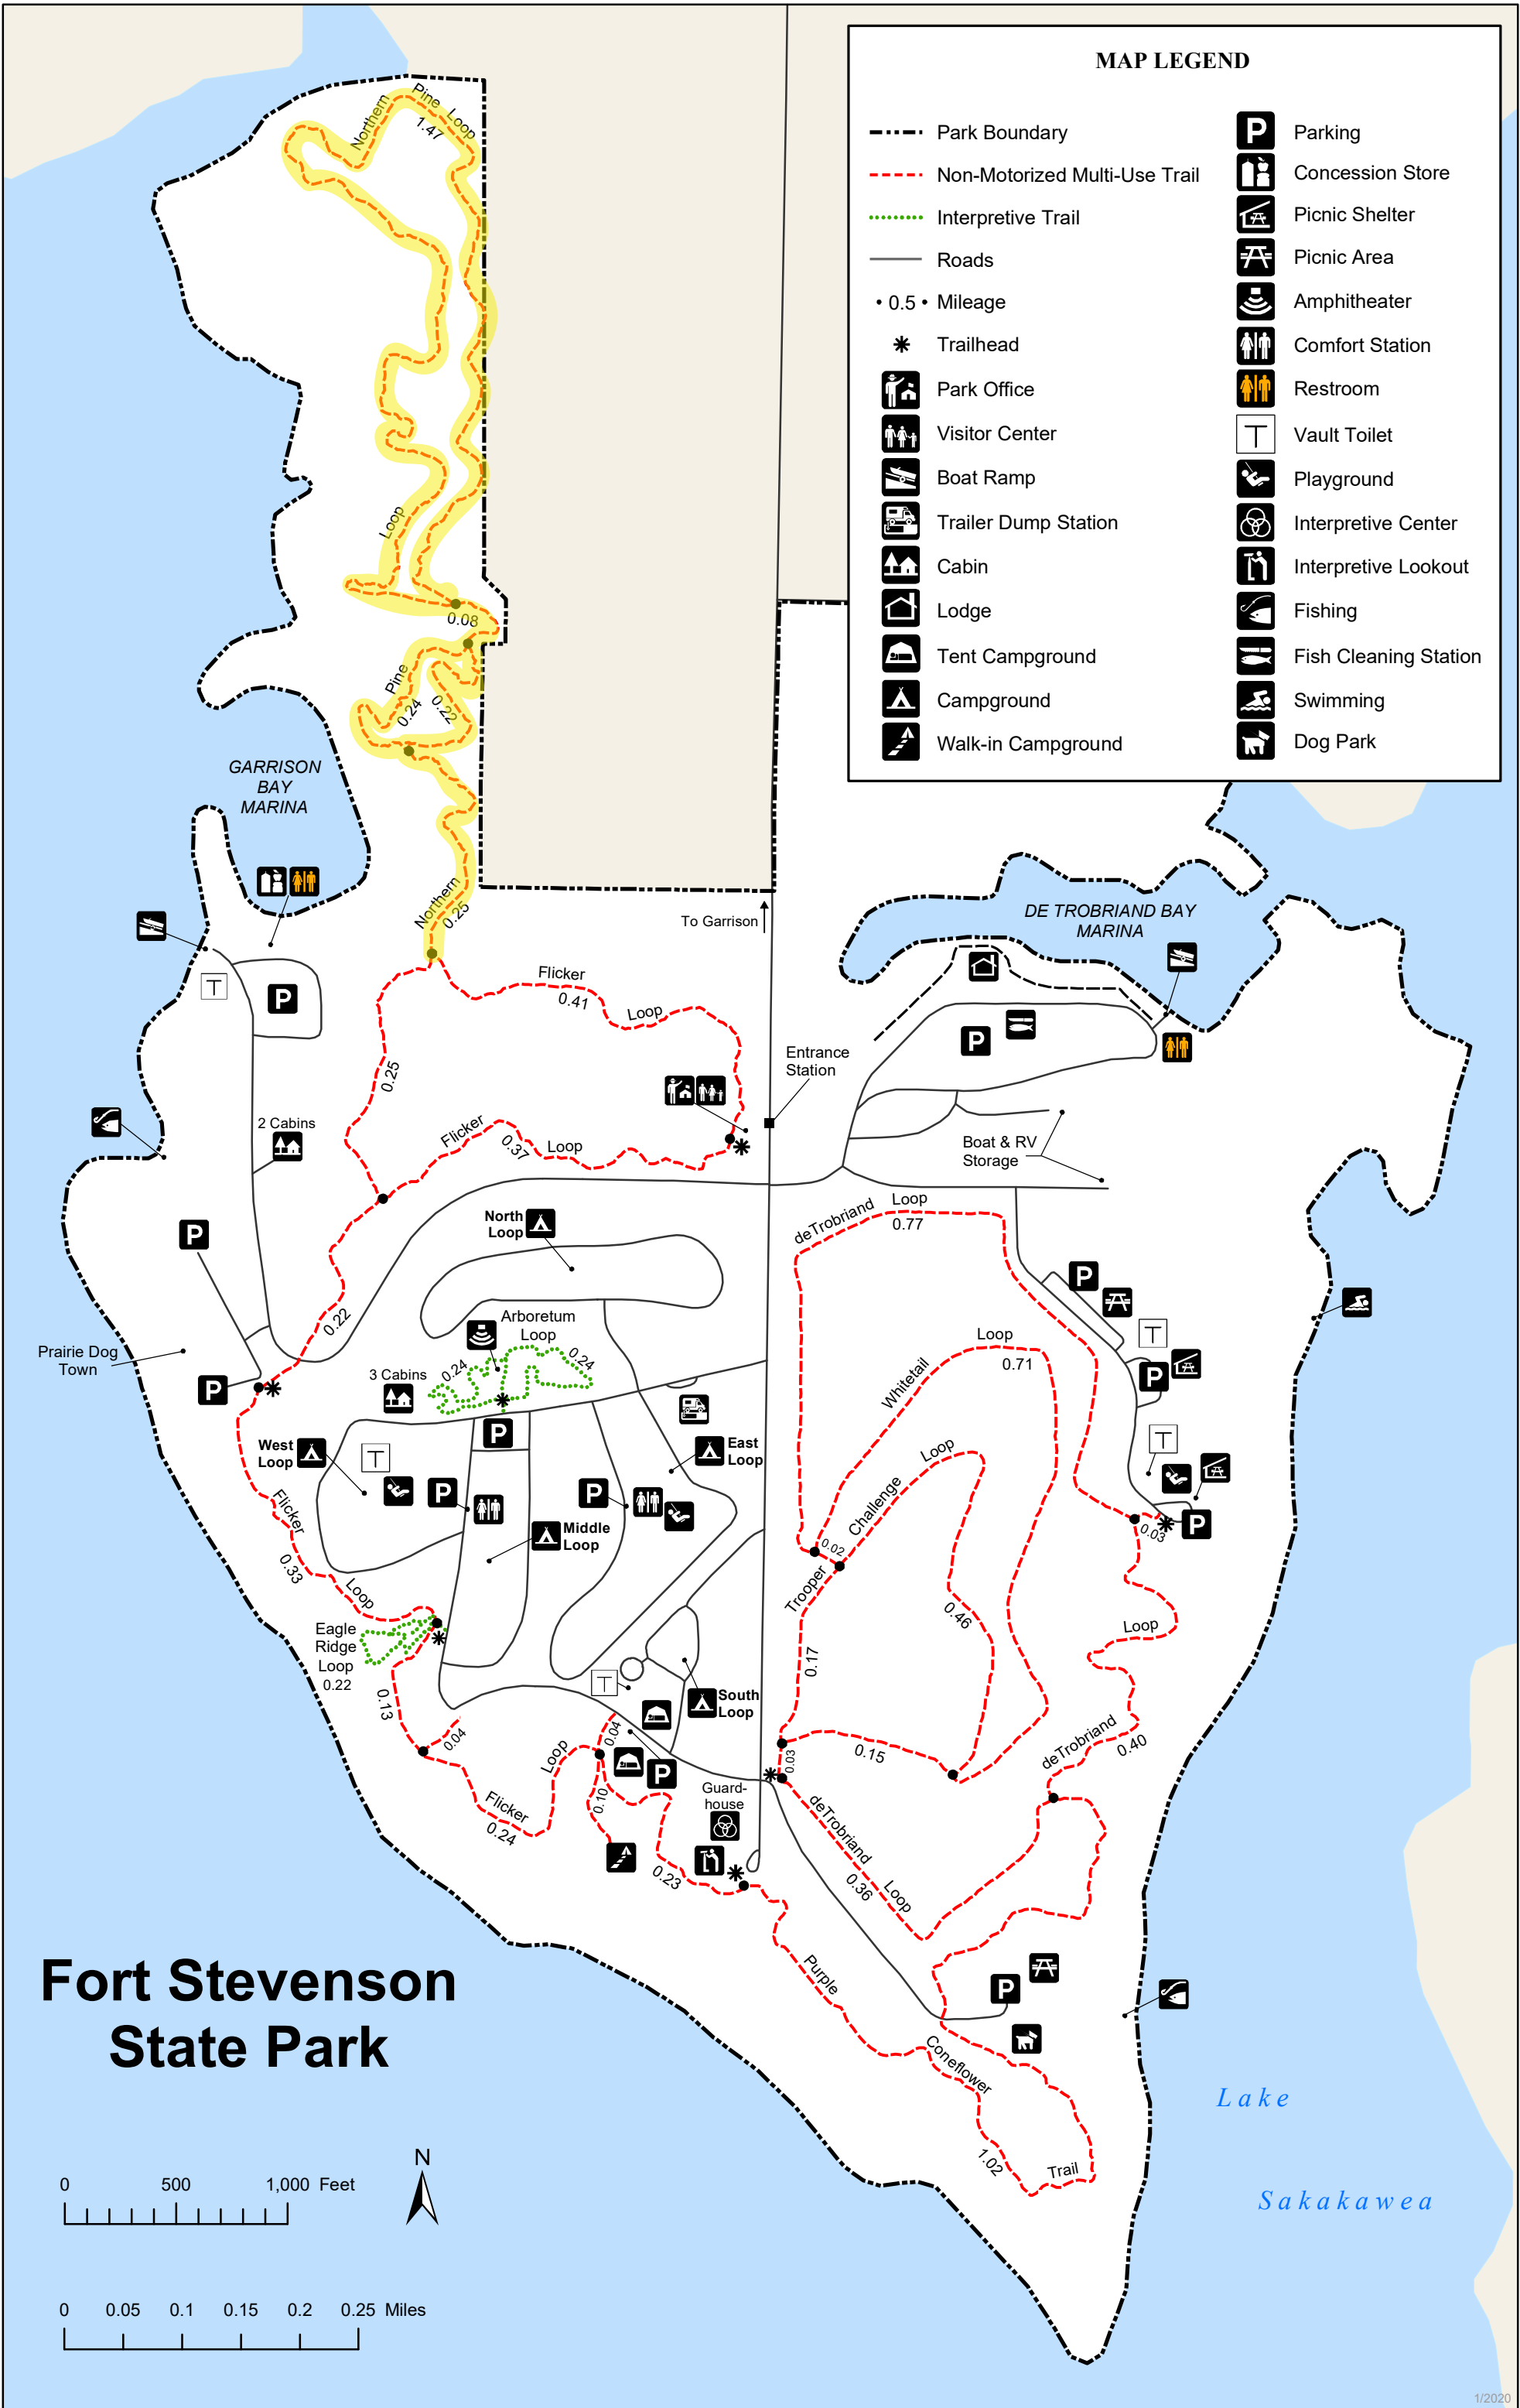 MAP LEGEND
Park Boundary
Non-Motorized Multi-Use Trail
Interpretive Trail
Roads
• 0.5 • Mileage
Trailhead
Park Office
Visitor Center
Boat Ramp
Trailer Dump Station
Cabin
Lodge
Tent Campground
Campground
Walk-in Campground
P Parking
Concession Store
Picnic Shelter
Picnic Area
Amphitheater
Comfort Station
Restroom
T Vault Toilet
Playground
Interpretive Center
Interpretive Lookout
Fishing
Fish Cleaning Station
Swimming
Dog Park
Northern Pine Loop
1.47
Loop
0.08
Pine
0.24
0.22
Northern
0.25
GARRISON
BAY
MARINA
To Garrison
DE TROBRIAND BAY
MARINA
T
P
Flicker
0.41
Loop
P
Entrance
Station
0.25
2 Cabins
Flicker
0.37
Loop
Boat & RV
Storage
P
North
Loop
deTrobriand Loop
0.77
P
T
P
0.22
Arboretum
Loop
0.24
0.24
Prairie Dog
Town
P
3 Cabins
P
Whitetail
Loop
0.71
West
Loop
T
P
East
Loop
P
Middle
Loop
Challenge
Loop
T
P
0.03
Flicker
0.33
Loop
0.02
Trooper
0.17
0.46
Eagle
Ridge
Loop
0.22
0.13
0.04
T
South
Loop
Loop
deTrobriand
0.40
Flicker
0.24
Loop
0.04
0.10
P
0.03
0.15
Guard-
house
0.23
deTrobriand
0.36
Loop
Purple
Coneflower
1.02
Trail
P
Fort Stevenson
State Park
Lake
Sakakawea
N
0 500 1,000 Feet
0 0.05 0.1 0.15 0.2 0.25 Miles
1/2020